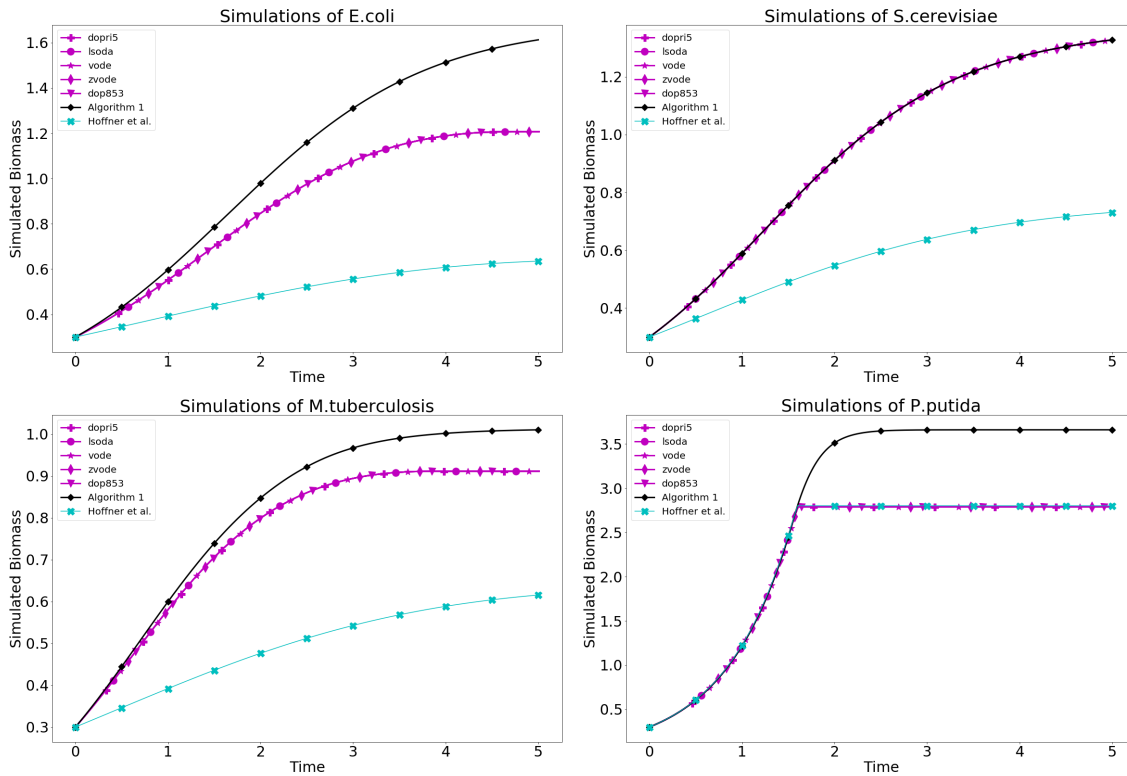 Simulations of E.coli
dopri5
lsoda
vode
zvode
dop853
Algorithm 1
Hoffner et al.
Simulated Biomass
1.6
1.4
1.2
1.0
0.8
0.6
0.4
0 1 2 3 4 5
Time
Simulations of S.cerevisiae
dopri5
lsoda
vode
zvode
dop853
Algorithm 1
Hoffner et al.
Simulated Biomass
1.2
1.0
0.8
0.6
0.4
0 1 2 3 4 5
Time
Simulations of M.tuberculosis
dopri5
lsoda
vode
zvode
dop853
Algorithm 1
Hoffner et al.
Simulated Biomass
1.0
0.9
0.8
0.7
0.6
0.5
0.4
0.3
0 1 2 3 4 5
Time
Simulations of P.putida
dopri5
lsoda
vode
zvode
dop853
Algorithm 1
Hoffner et al.
Simulated Biomass
3.5
3.0
2.5
2.0
1.5
1.0
0.5
0 1 2 3 4 5
Time